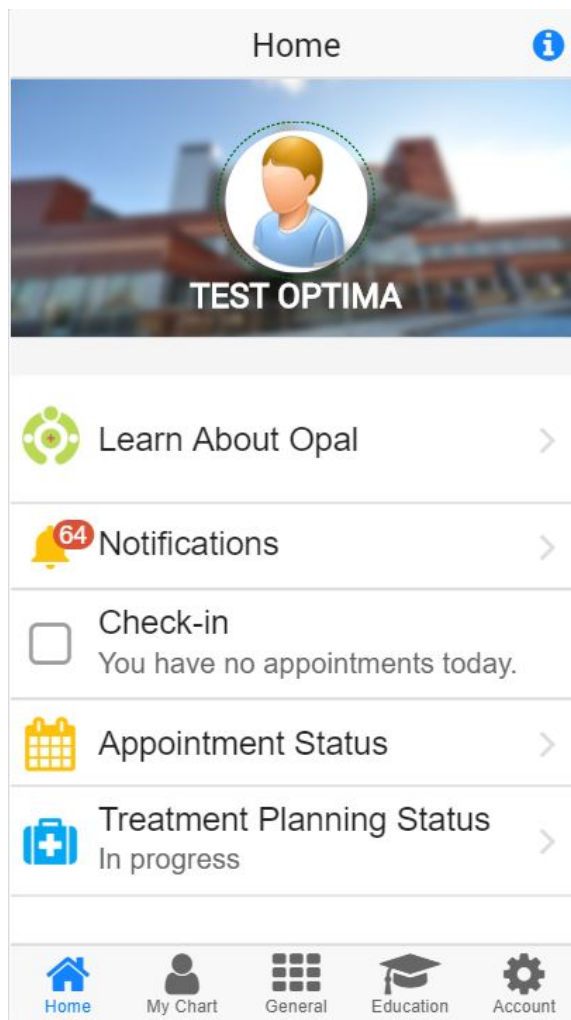 Home
TEST OPTIMA
Learn About Opal
64
Notifications
Check-in
You have no appointments today.
Appointment Status
Treatment Planning Status
In progress
Home
My Chart
General
Education
Account